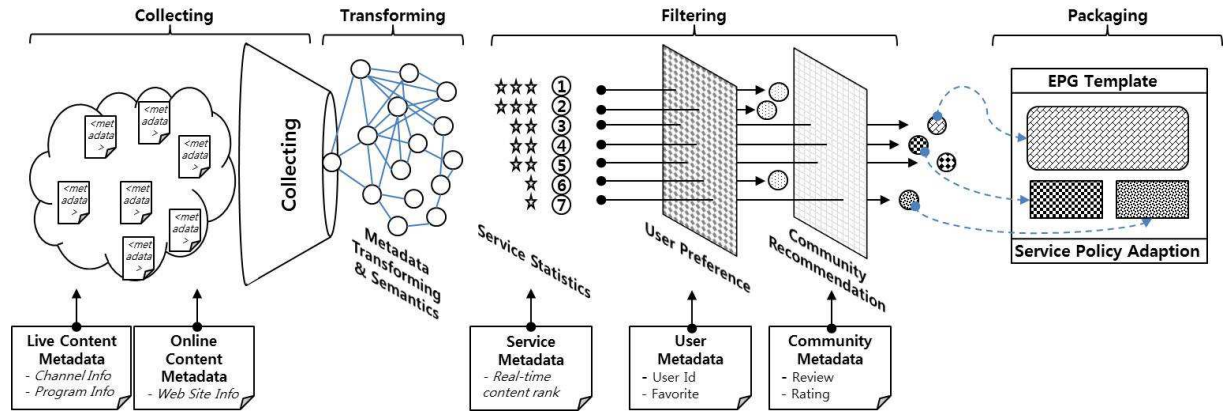 Collecting
Transforming
Filtering
Packaging
<met
adata
>
<met
adata
>
<met
adata
>
<met
adata
>
<met
adata
>
<met
adata
>
<met
adata
>
Collecting
Metadata
Transforming
& Semantics
①
②
③
④
⑤
⑥
⑦
Service Statistics
User Preference
Community
Recommendation
EPG Template
Service Policy Adaption
Live Content
Metadata
- Channel Info
- Program Info
Online
Content
Metadata
- Web Site Info
Service
Metadata
- Real-time
content rank
User
Metadata
- User Id
- Favorite
Community
Metadata
- Review
- Rating